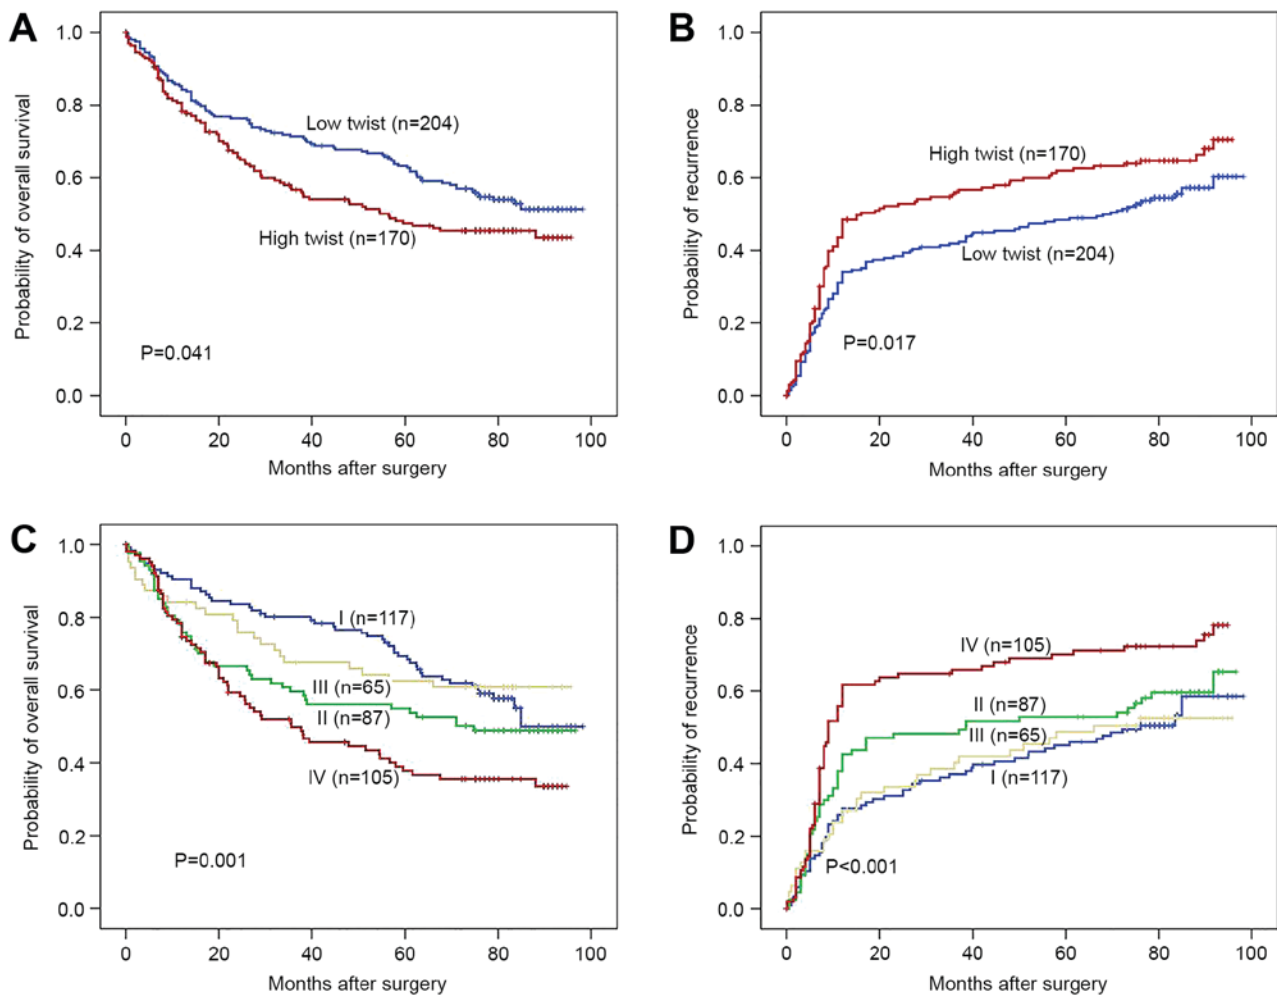 A
Probability of overall survival
1.0
0.8
0.6
0.4
0.2
0.0
Low twist (n=204)
High twist (n=170)
P=0.041
0 20 40 60 80 100
Months after surgery
B
Probability of recurrence
1.0
0.8
0.6
0.4
0.2
0.0
High twist (n=170)
Low twist (n=204)
P=0.017
0 20 40 60 80 100
Months after surgery
C
Probability of overall survival
1.0
0.8
0.6
0.4
0.2
0.0
I (n=117)
III (n=65)
II (n=87)
IV (n=105)
P=0.001
0 20 40 60 80 100
Months after surgery
D
Probability of recurrence
1.0
0.8
0.6
0.4
0.2
0.0
IV (n=105)
II (n=87)
III (n=65)
I (n=117)
P<0.001
0 20 40 60 80 100
Months after surgery